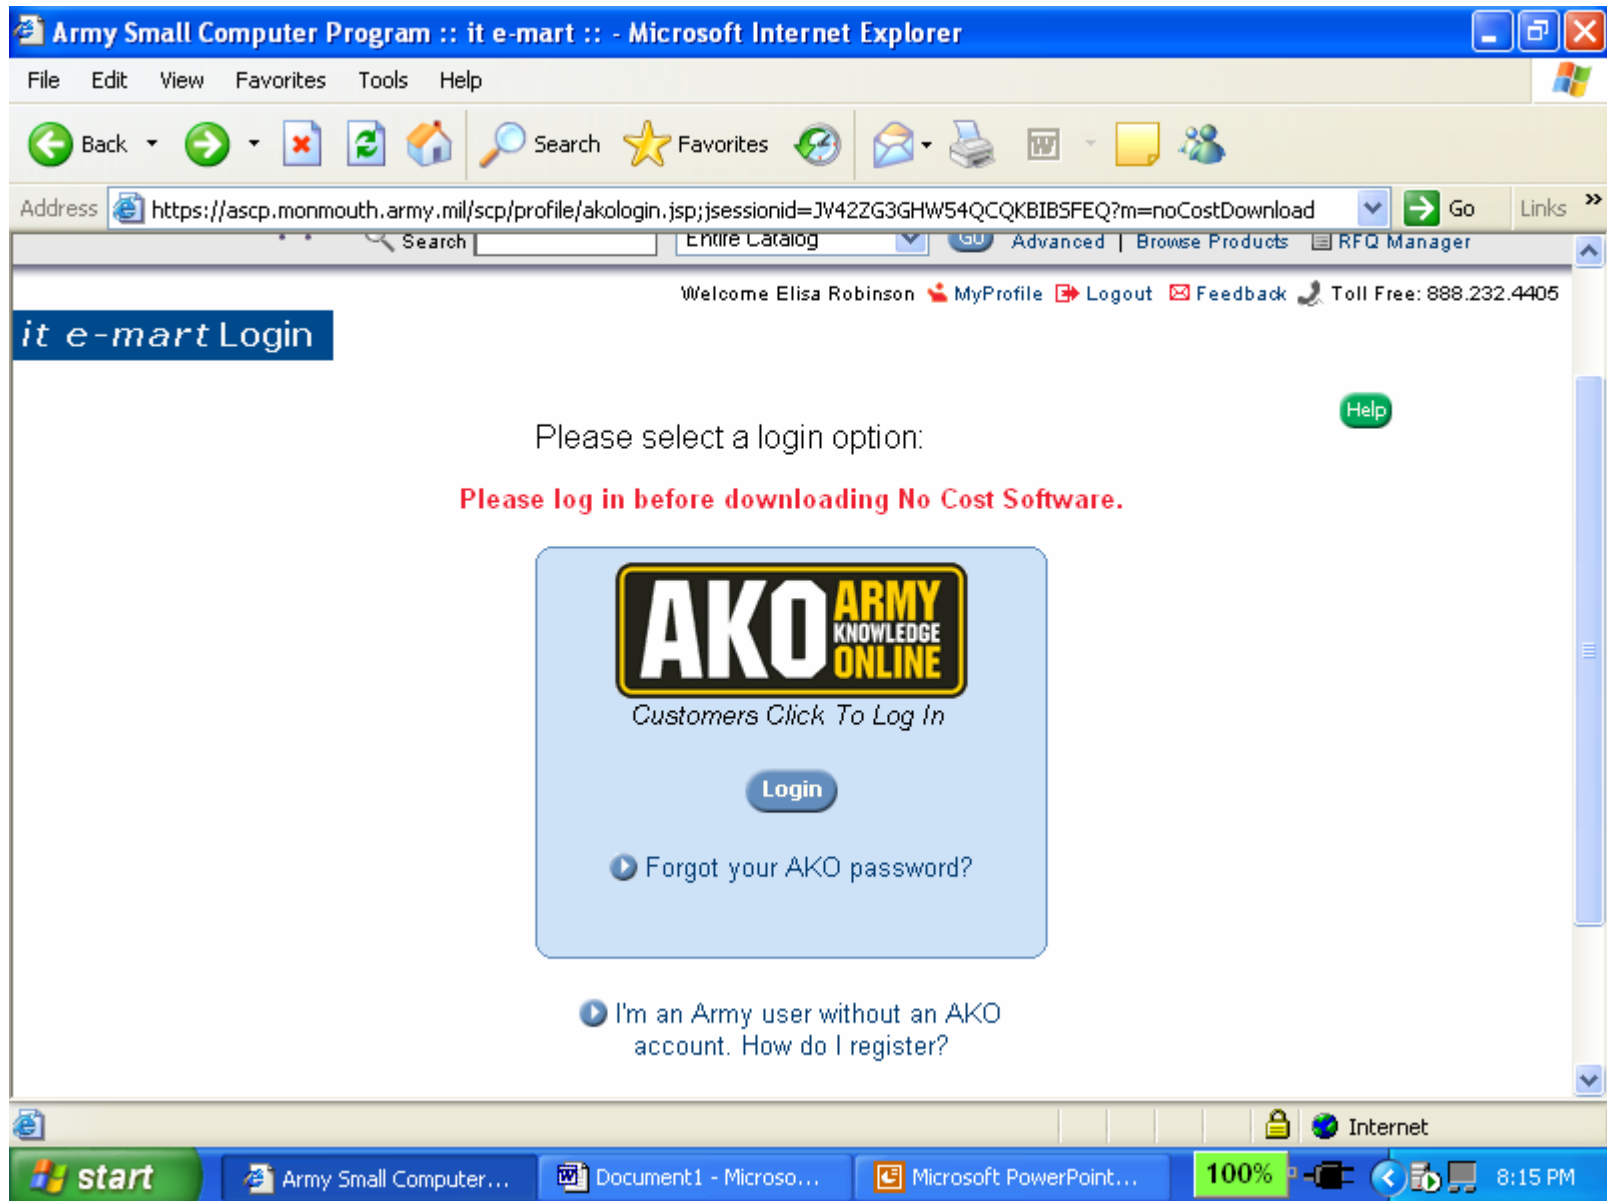 Army Small Computer Program :: it e-mart :: - Microsoft Internet Explorer
File Edit View Favorites Tools Help
Back Search Favorites
Address https://ascp.monmouth.army.mil/scp/profile/akologin.jsp;jsessionid=JV42ZG3GHW54QCQKBIBSFEQ?m=noCostDownload Go Links »
Search Entire Catalog GO Advanced | Browse Products RFQ Manager
Welcome Elisa Robinson MyProfile Logout Feedback Toll Free: 888.232.4405
it e-mart Login
Help
Please select a login option:
Please log in before downloading No Cost Software.
AKO ARMY
KNOWLEDGE
ONLINE
Customers Click To Log In
Login
Forgot your AKO password?
I'm an Army user without an AKO
account. How do I register?
Internet
start Army Small Computer... Document1 - Microso... Microsoft PowerPoint... 100% 8:15 PM